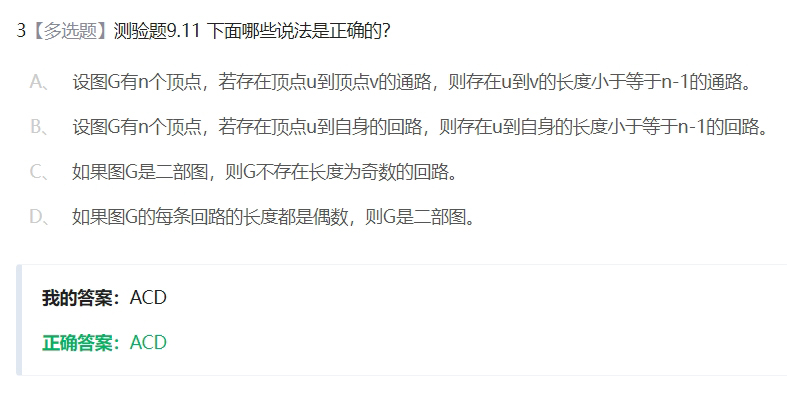 3【多选题】测验题9.11 下面哪些说法是正确的?
A、 设图G有n个顶点，若存在顶点u到顶点v的通路，则存在u到v的长度小于等于n-1的通路。
B、 设图G有n个顶点，若存在顶点u到自身的回路，则存在u到自身的长度小于等于n-1的回路。
C、 如果图G是二部图，则G不存在长度为奇数的回路。
D、 如果图G的每条回路的长度都是偶数，则G是二部图。
我的答案：ACD
正确答案：ACD